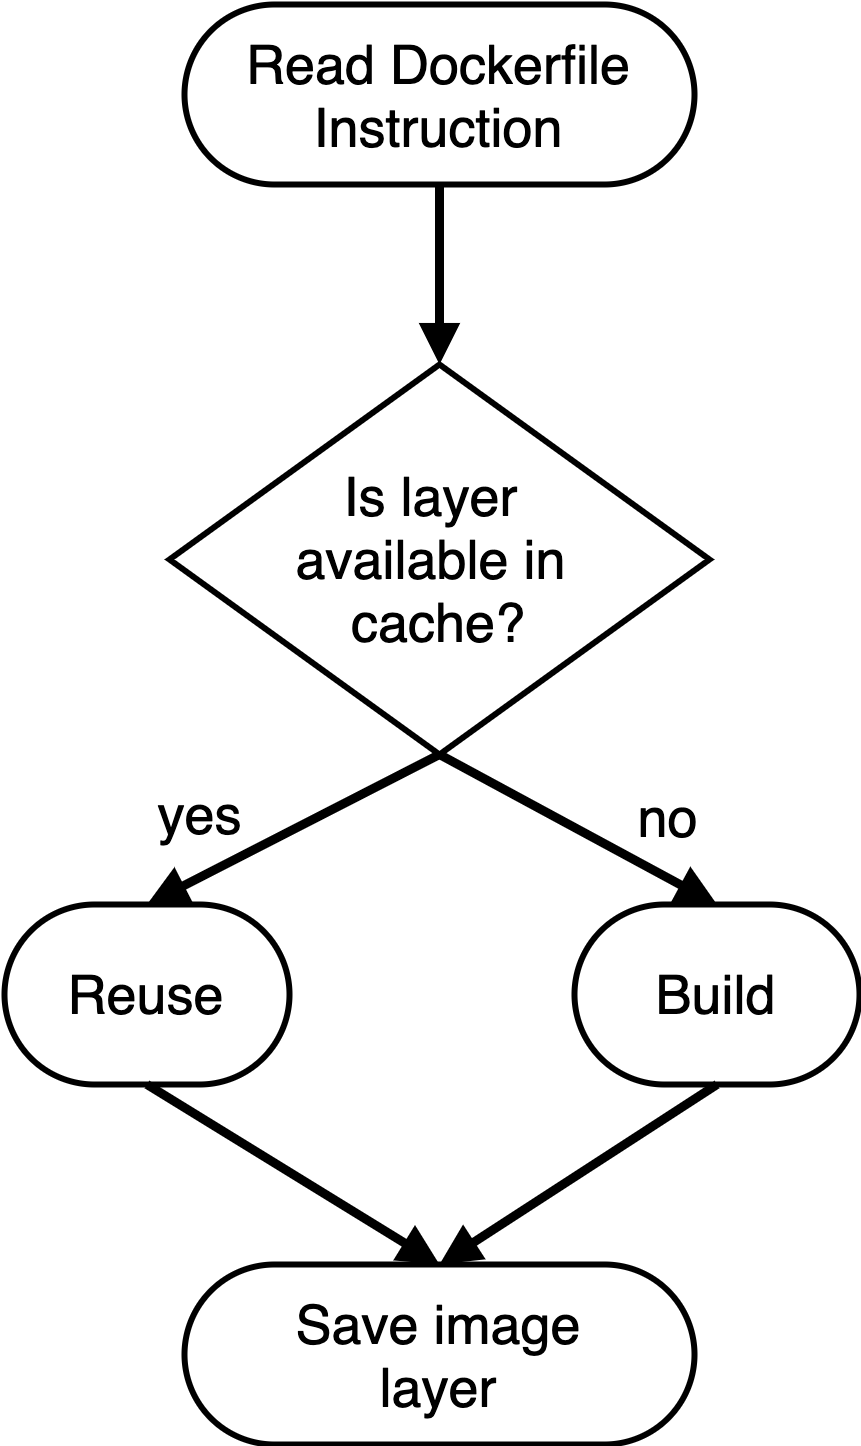 Read Dockerfile
Instruction
Is layer
available in
cache?
yes
no
Reuse
Build
Save image
layer